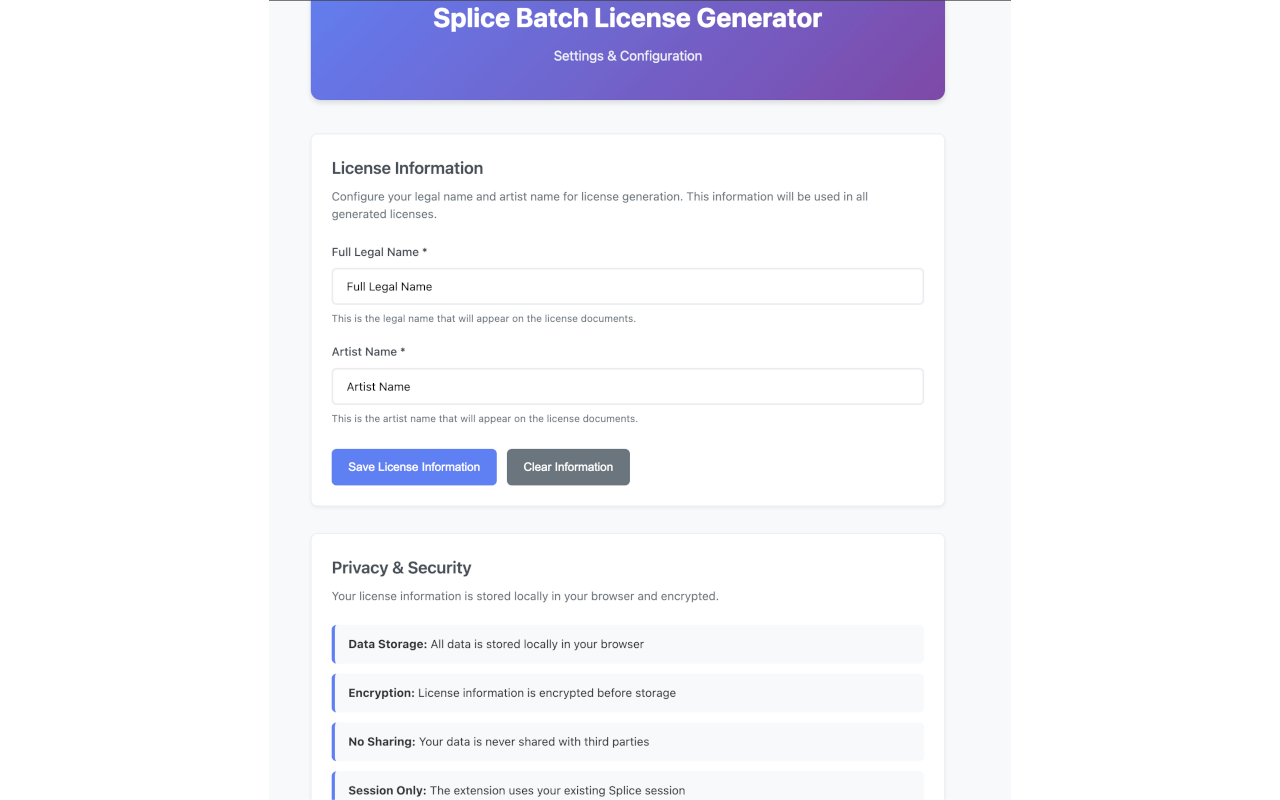 Splice Batch License Generator
Settings & Configuration
License Information
Configure your legal name and artist name for license generation. This information will be used in all
generated licenses.
Full Legal Name *
Full Legal Name
This is the legal name that will appear on the license documents.
Artist Name *
Artist Name
This is the artist name that will appear on the license documents.
Save License Information
Clear Information
Privacy & Security
Your license information is stored locally in your browser and encrypted.
Data Storage: All data is stored locally in your browser
Encryption: License information is encrypted before storage
No Sharing: Your data is never shared with third parties
Session Only: The extension uses your existing Splice session